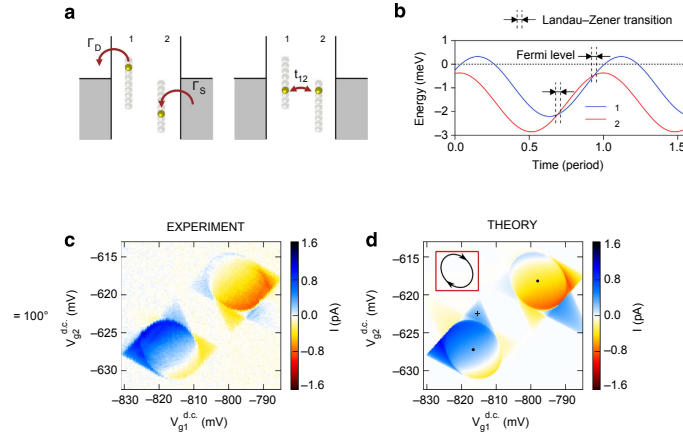 a
1 2
Γ_D
Γ_S
1 2
t_12
b
Landau–Zener transition
Fermi level
Energy (meV)
1
0
−1
−2
−3
1
2
0.0 0.5 1.0 1.5
Time (period)
= 100°
EXPERIMENT
c
V_g2^d.c. (mV)
−615
−620
−625
−630
−830 −820 −810 −800 −790
V_g1^d.c. (mV)
1.6
0.8
0.0
−0.8
−1.6
I (pA)
THEORY
d
V_g2^d.c. (mV)
−615
−620
−625
−630
−830 −820 −810 −800 −790
V_g1^d.c. (mV)
1.6
0.8
0.0
−0.8
−1.6
I (pA)